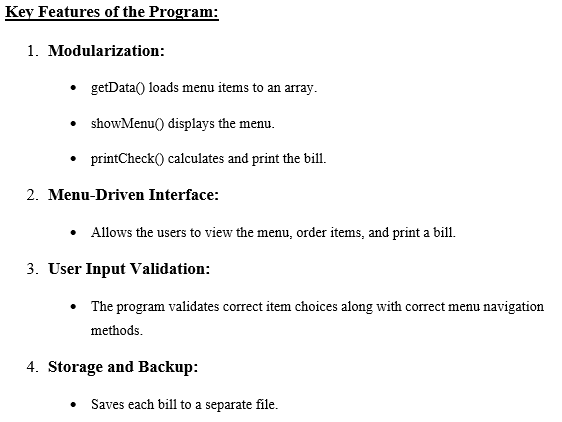 Key Features of the Program:
1. Modularization:
• getData() loads menu items to an array.
• showMenu() displays the menu.
• printCheck() calculates and print the bill.
2. Menu-Driven Interface:
• Allows the users to view the menu, order items, and print a bill.
3. User Input Validation:
• The program validates correct item choices along with correct menu navigation
methods.
4. Storage and Backup:
• Saves each bill to a separate file.